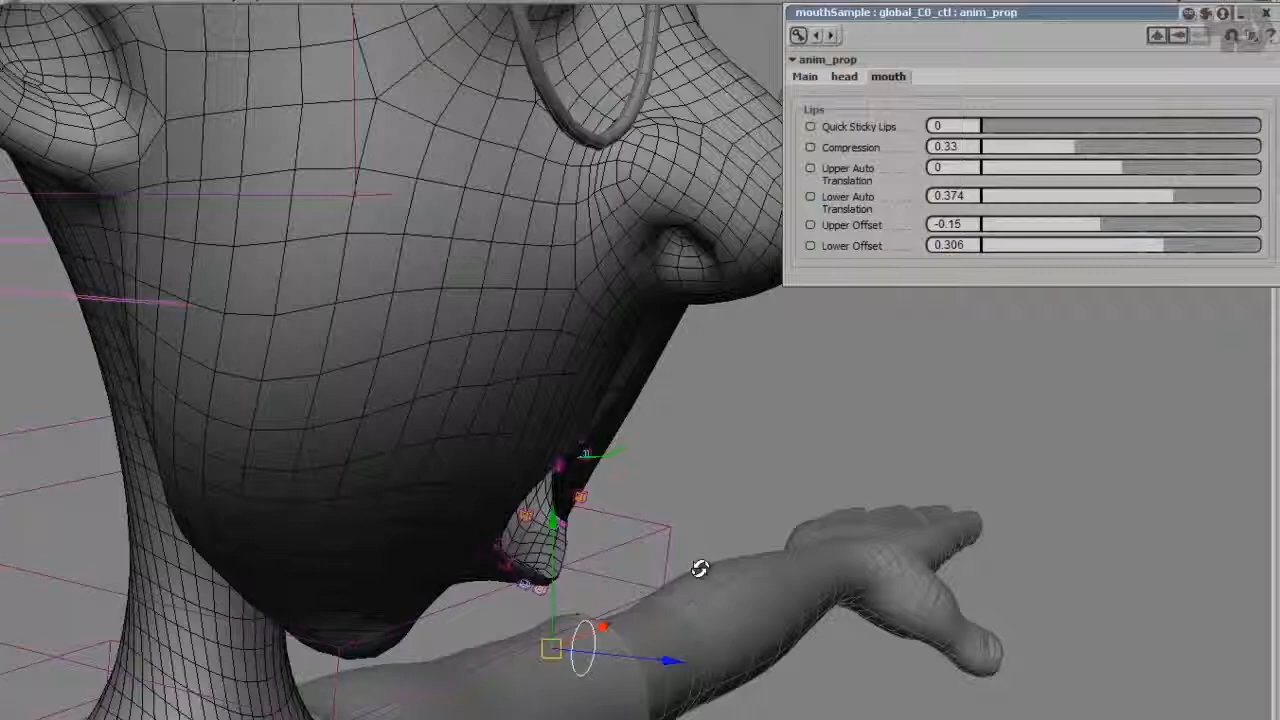 mouthSample : global_C0_ctl : anim_prop
anim_prop
Main head mouth
Lips
Quick Sticky Lips 0
Compression 0.33
Upper Auto Translation 0
Lower Auto Translation 0.374
Upper Offset -0.15
Lower Offset 0.306